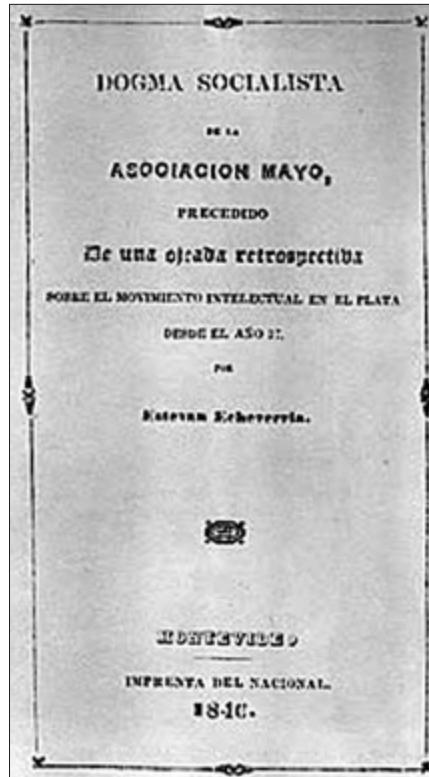 DOGMA SOCIALISTA
DE LA
ASOCIACION MAYO,
PRECEDIDO
De una ojeada retrospectiva
SOBRE EL MOVIMIENTO INTELECTUAL EN EL PLATA
DESDE EL AÑO 37.
POR
Estevan Echeverria.
MONTEVIDEO
IMPRENTA DEL NACIONAL.
1846.